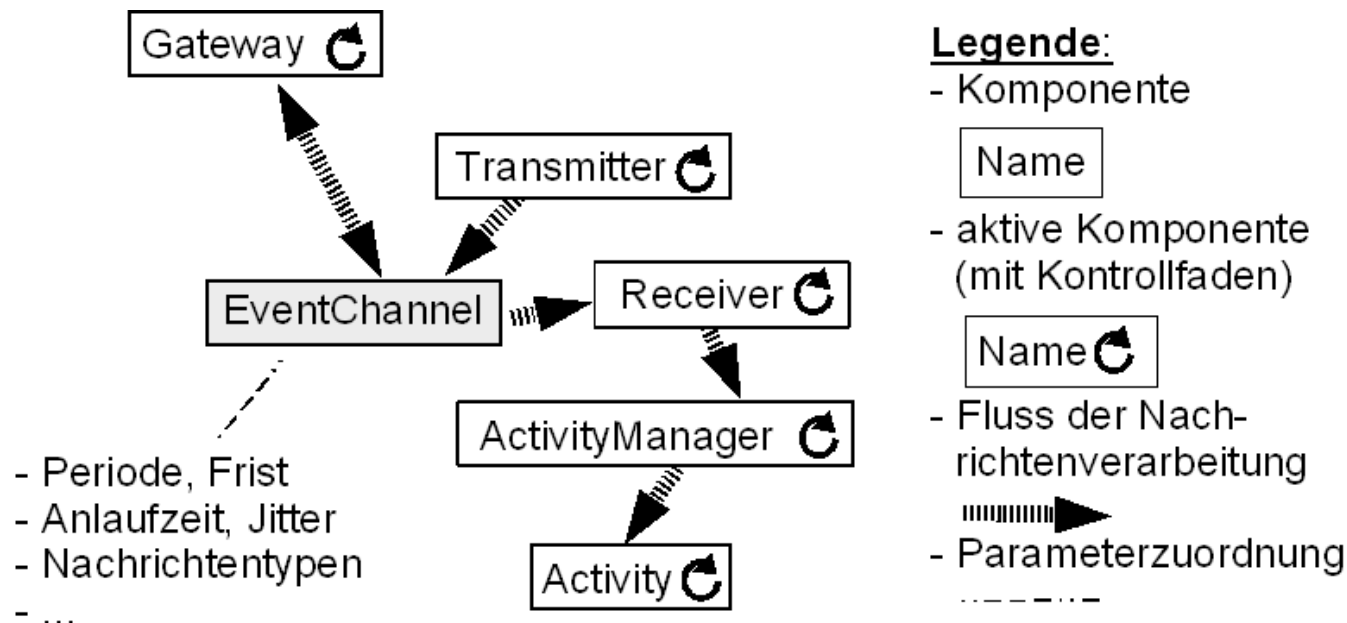 Gateway
Transmitter
EventChannel
Receiver
ActivityManager
Activity
- Periode, Frist
- Anlaufzeit, Jitter
- Nachrichtentypen
- ...
Legende:
- Komponente
Name
- aktive Komponente
(mit Kontrollfaden)
Name
- Fluss der Nach-
richtenverarbeitung
- Parameterzuordnung